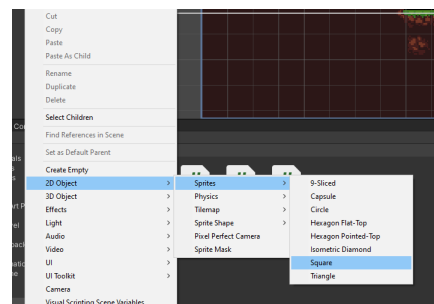 Cut
Copy
Paste
Paste As Child
Rename
Duplicate
Delete
Select Children
Find References in Scene
Set as Default Parent
Create Empty
2D Object
3D Object
Effects
Light
Audio
Video
UI
UI Toolkit
Camera
Visual Scripting Scene Variables
Sprites
Physics
Tilemap
Sprite Shape
Pixel Perfect Camera
Sprite Mask
9-Sliced
Capsule
Circle
Hexagon Flat-Top
Hexagon Pointed-Top
Isometric Diamond
Square
Triangle